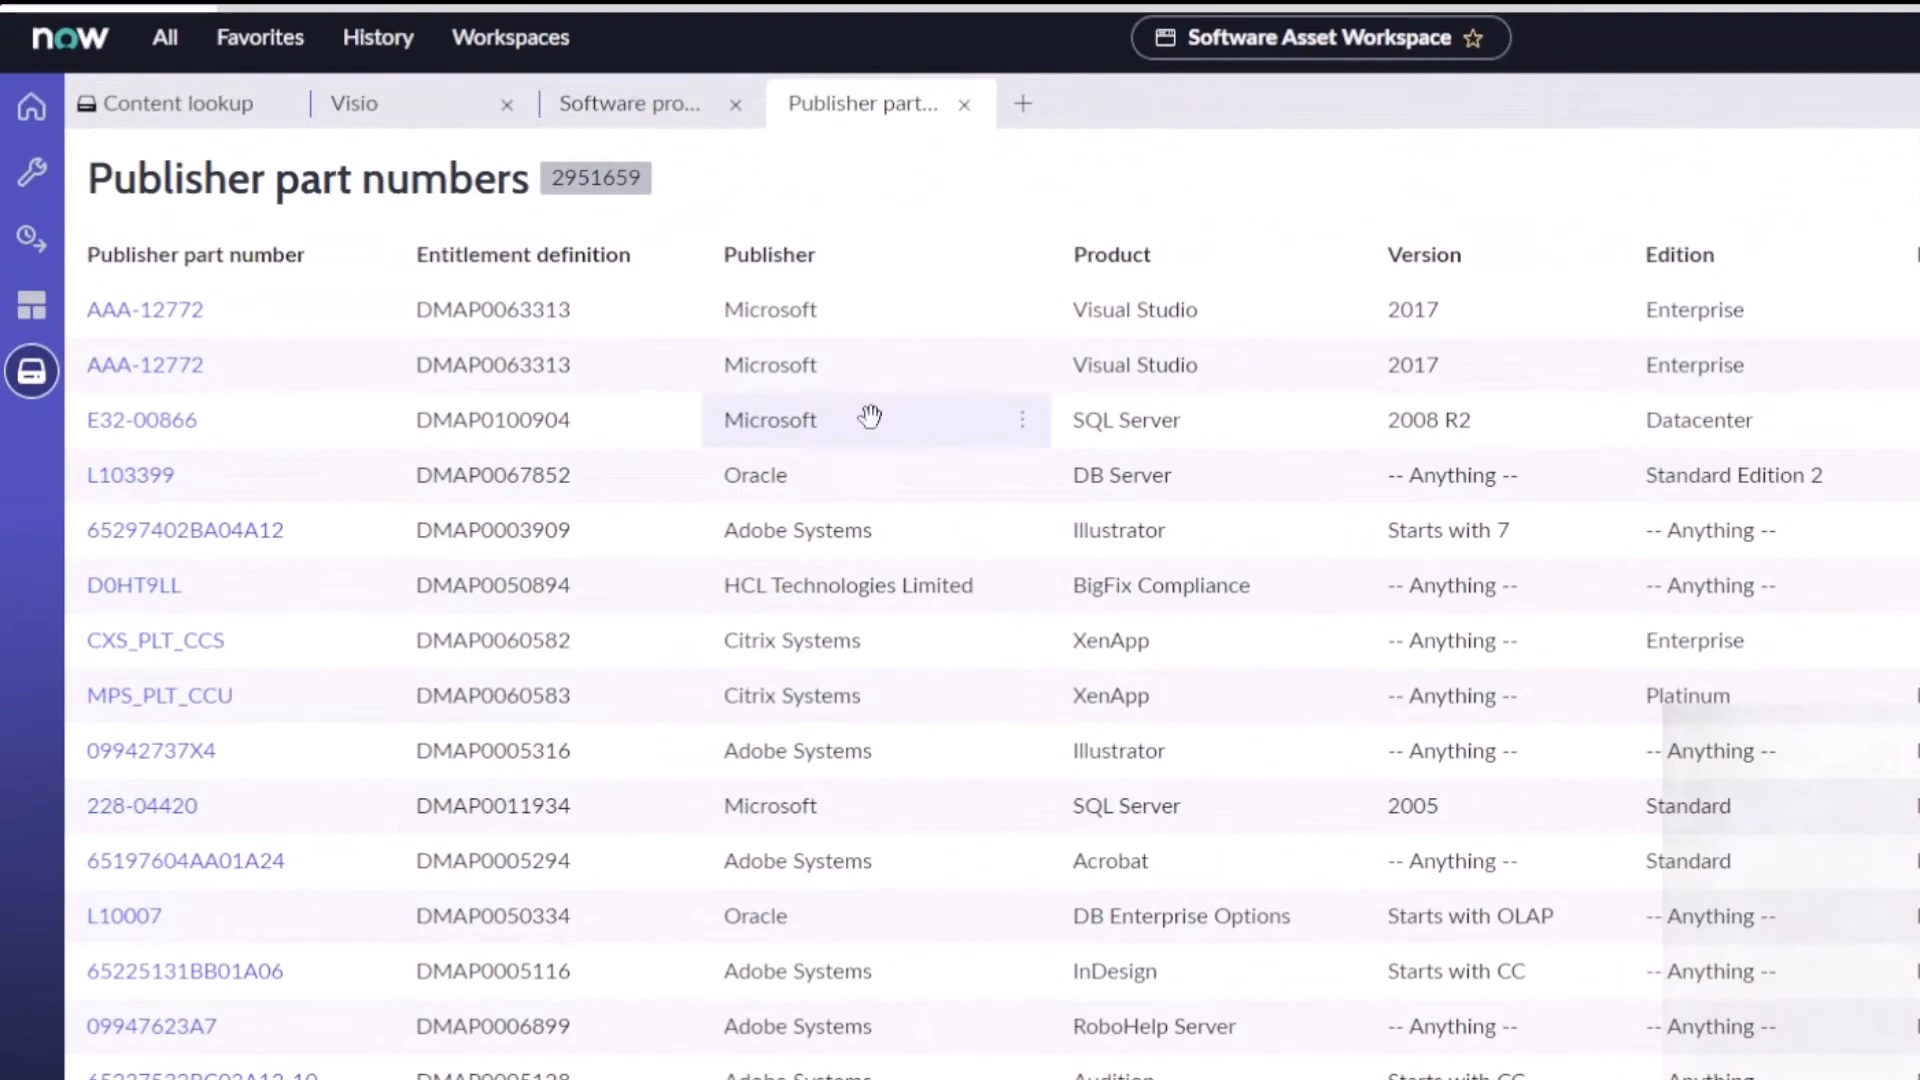 now All Favorites History Workspaces Software Asset Workspace
Content lookup Visio Software pro... Publisher part...
Publisher part numbers 2951659
Publisher part number Entitlement definition Publisher Product Version Edition
AAA-12772 DMAP0063313 Microsoft Visual Studio 2017 Enterprise
AAA-12772 DMAP0063313 Microsoft Visual Studio 2017 Enterprise
E32-00866 DMAP0100904 Microsoft SQL Server 2008 R2 Datacenter
L103399 DMAP0067852 Oracle DB Server -- Anything -- Standard Edition 2
65297402BA04A12 DMAP0003909 Adobe Systems Illustrator Starts with 7 -- Anything --
D0HT9LL DMAP0050894 HCL Technologies Limited BigFix Compliance -- Anything -- -- Anything --
CXS_PLT_CCS DMAP0060582 Citrix Systems XenApp -- Anything -- Enterprise
MPS_PLT_CCU DMAP0060583 Citrix Systems XenApp -- Anything -- Platinum
09942737X4 DMAP0005316 Adobe Systems Illustrator -- Anything -- -- Anything --
228-04420 DMAP0011934 Microsoft SQL Server 2005 Standard
65197604AA01A24 DMAP0005294 Adobe Systems Acrobat -- Anything -- Standard
L10007 DMAP0050334 Oracle DB Enterprise Options Starts with OLAP -- Anything --
65225131BB01A06 DMAP0005116 Adobe Systems InDesign Starts with CC -- Anything --
09947623A7 DMAP0006899 Adobe Systems RoboHelp Server -- Anything -- -- Anything --
Adobe Systems Audition Starts with CC -- Anything --